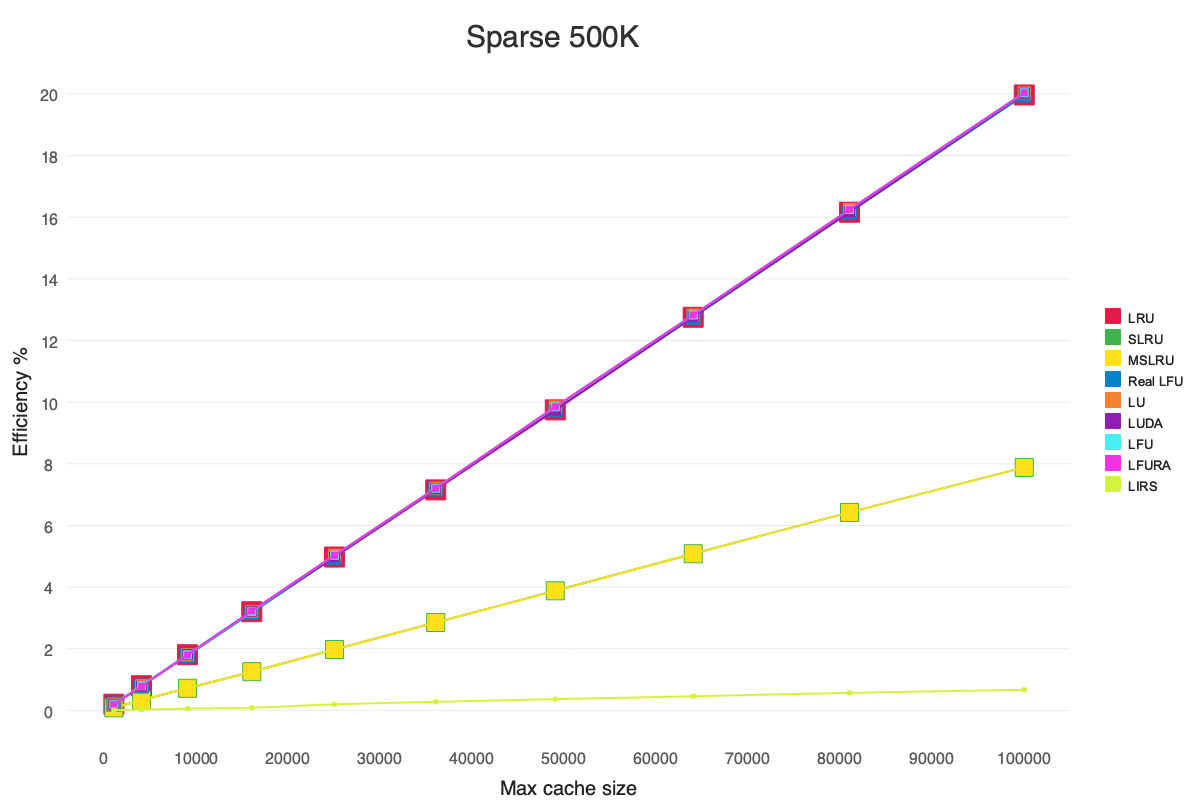 Sparse 500K
Efficiency %
20
18
16
14
12
10
8
6
4
2
0
0 10000 20000 30000 40000 50000 60000 70000 80000 90000 100000
Max cache size
LRU
SLRU
MSLRU
Real LFU
LU
LUDA
LFU
LFURA
LIRS